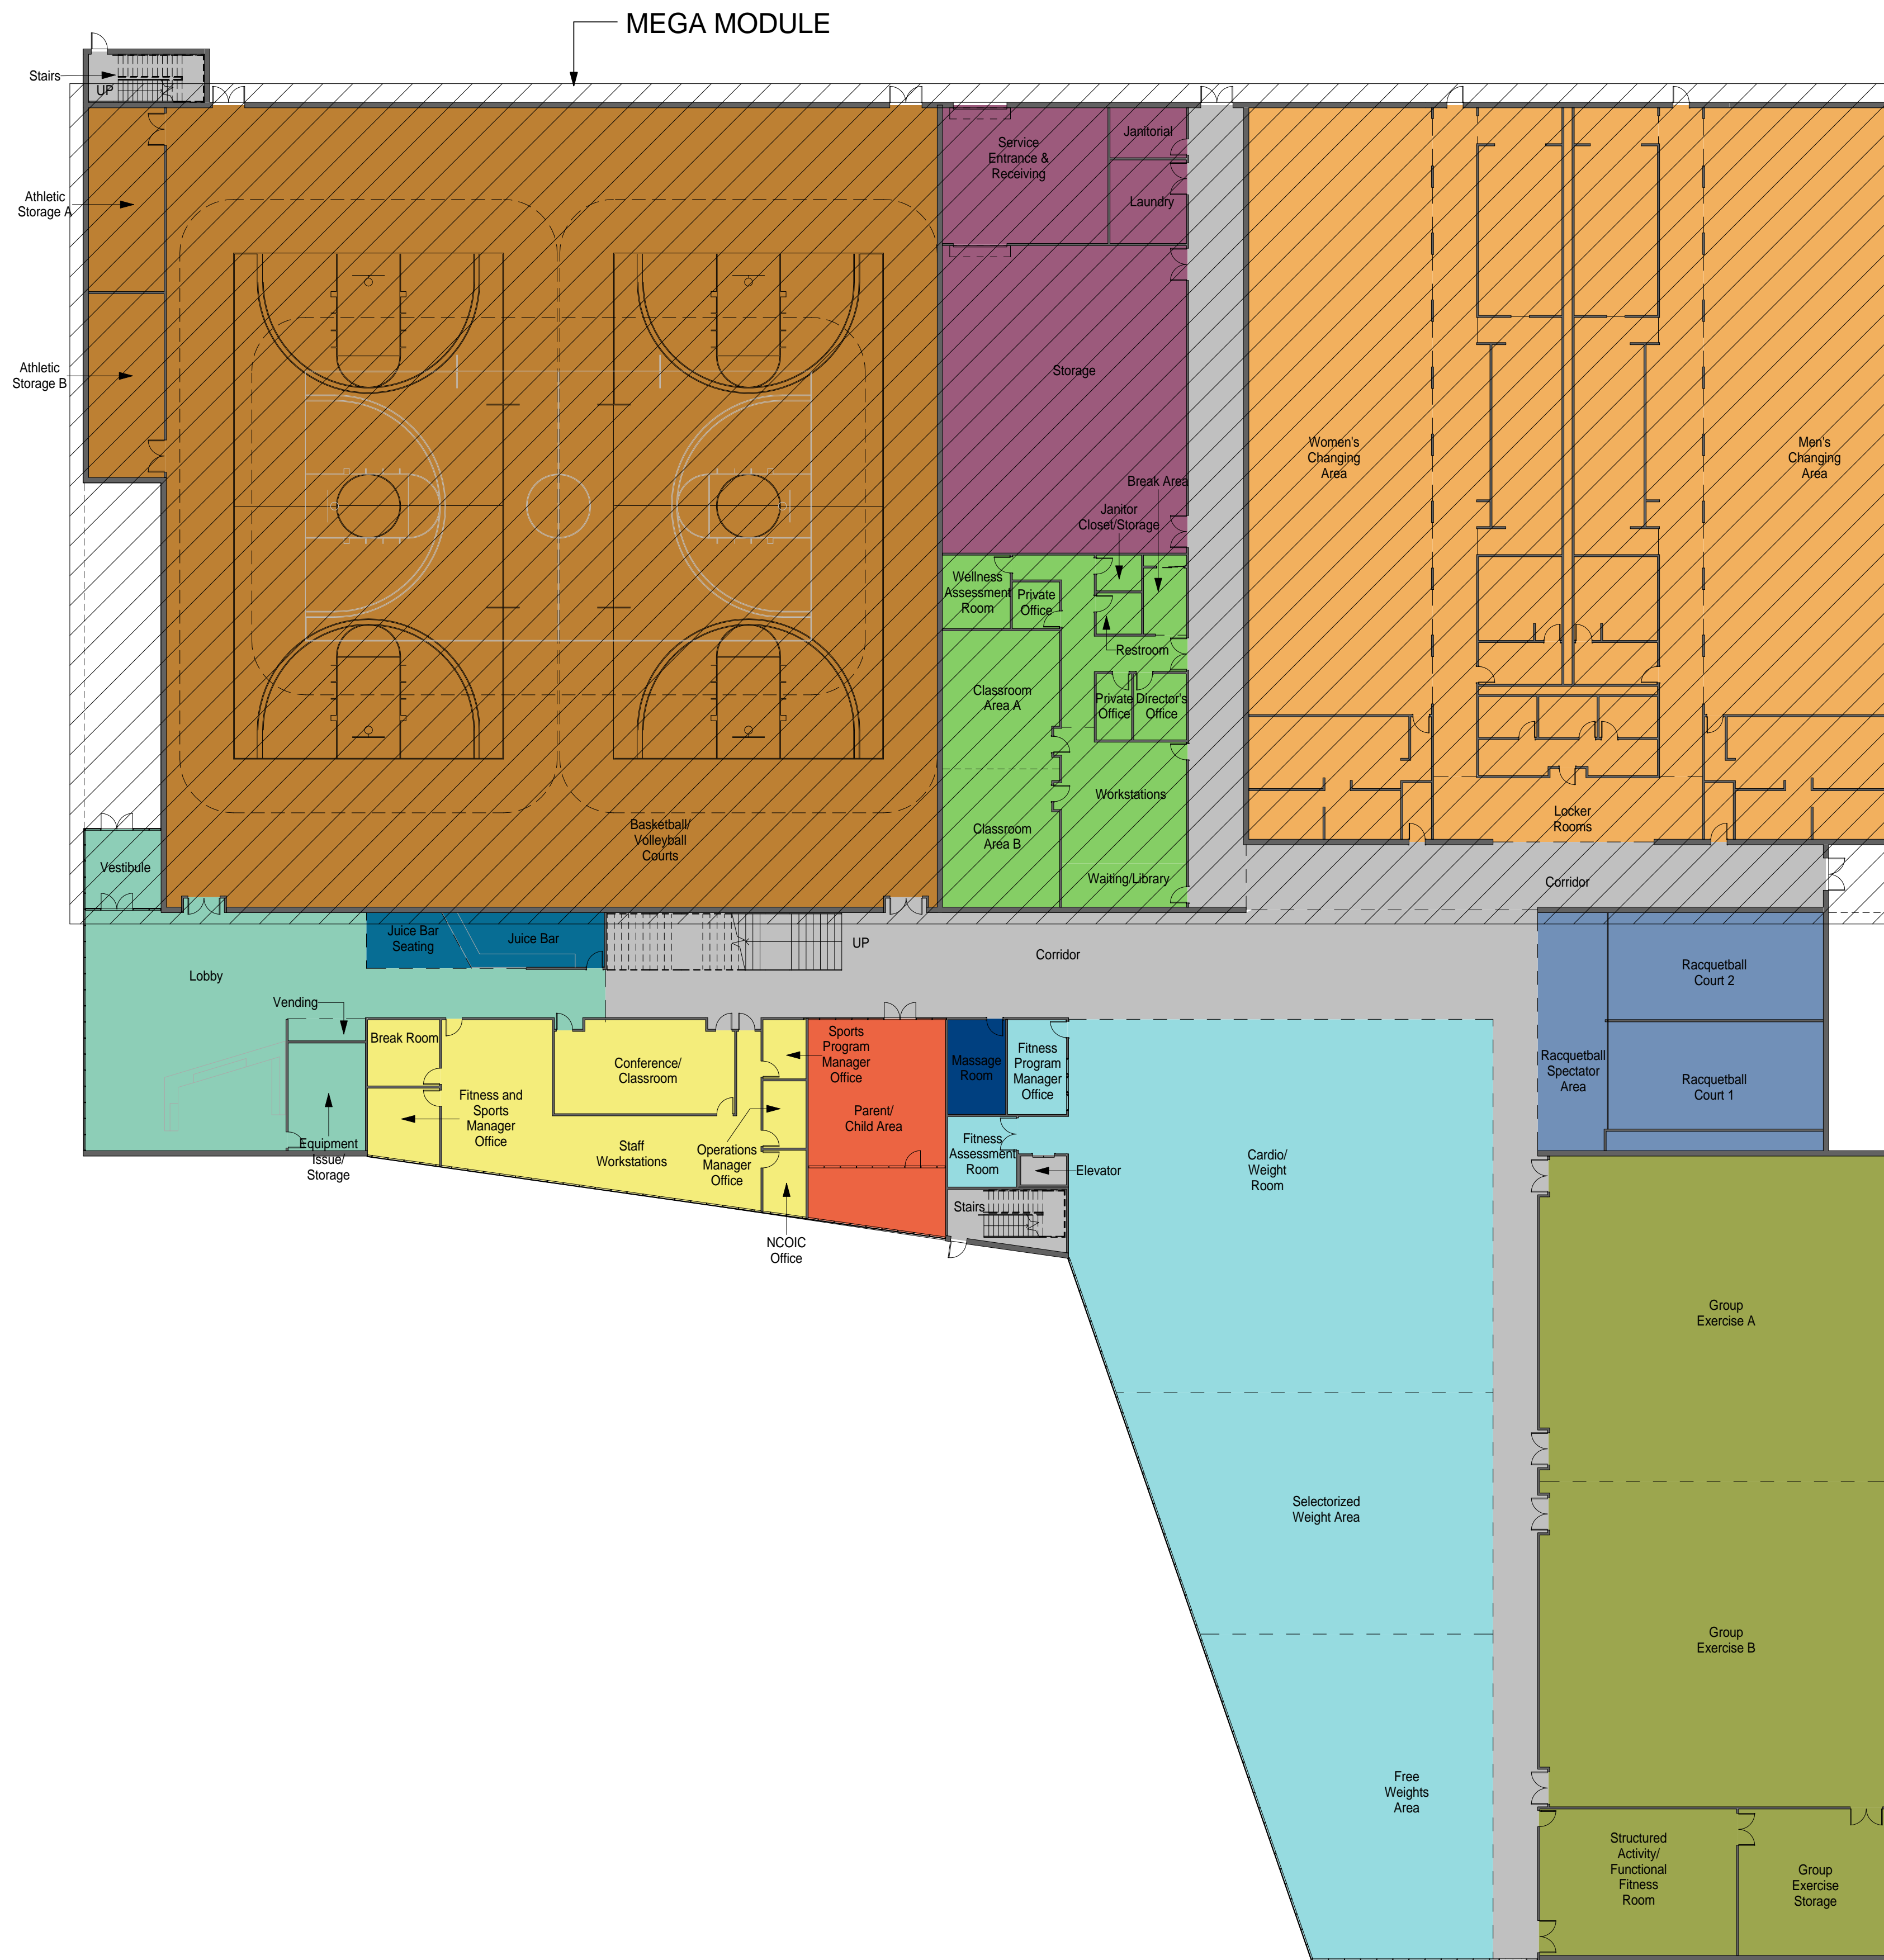 MEGA MODULE
Stairs
UP
Athletic
Storage A
Athletic
Storage B
Service
Entrance &
Receiving
Janitorial
Laundry
Storage
Break Area
Janitor
Closet/Storage
Women's
Changing
Area
Men's
Changing
Area
Wellness
Assessment
Room
Private
Office
Restroom
Classroom
Area A
Private
Office
Director's
Office
Workstations
Classroom
Area B
Waiting/Library
Basketball/
Volleyball
Courts
Locker
Rooms
Vestibule
Corridor
Juice Bar
Seating
Juice Bar
UP
Corridor
Lobby
Vending
Racquetball
Court 2
Break Room
Conference/
Classroom
Sports
Program
Manager
Office
Massage
Room
Fitness
Program
Manager
Office
Racquetball
Spectator
Area
Racquetball
Court 1
Fitness and
Sports
Manager
Office
Parent/
Child Area
Equipment
Issue/
Storage
Staff
Workstations
Operations
Manager
Office
Fitness
Assessment
Room
Elevator
Cardio/
Weight
Room
Stairs
NCOIC
Office
Group
Exercise A
Selectorized
Weight Area
Group
Exercise B
Free
Weights
Area
Structured
Activity/
Functional
Fitness
Room
Group
Exercise
Storage